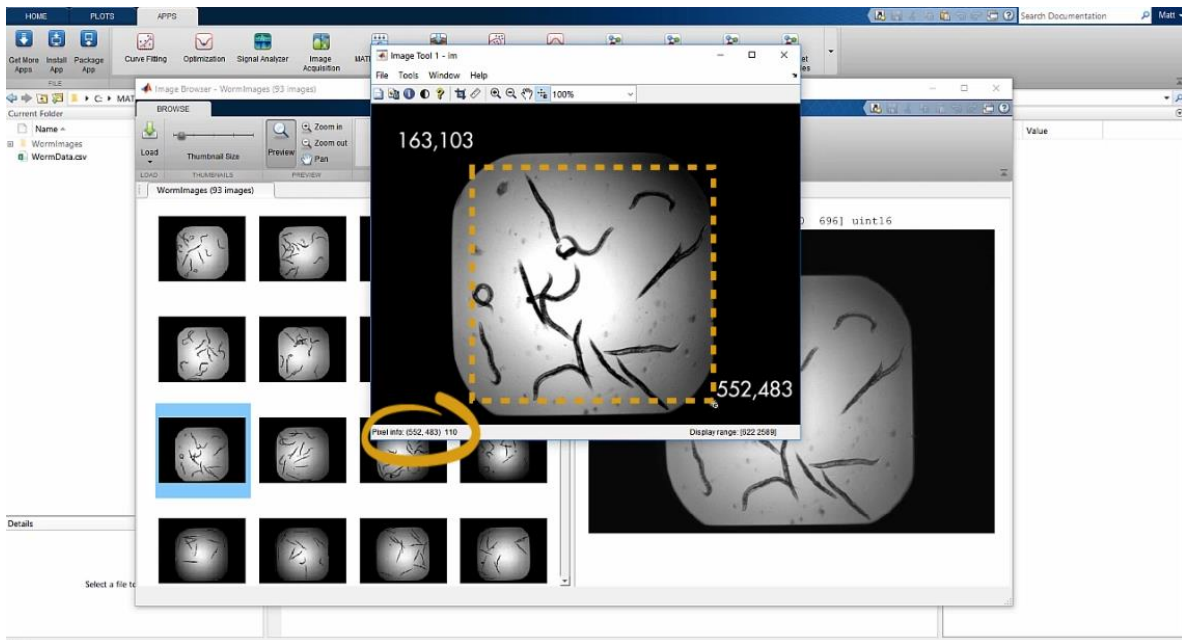 HOME PLOTS APPS
Search Documentation Matt
Get More Apps Install App Package App
Curve Fitting Optimization Signal Analyzer Image Acquisition
FILE
C:
Current Folder
Name
WormImages
WormData.csv
Value
Image Browser - WormImages (93 images)
BROWSE
Load Thumbnail Size Preview Zoom in
Zoom out
Pan
LOAD THUMBNAILS PREVIEW
WormImages (93 images)
696] uint16
Image Tool 1 - im
File Tools Window Help
100%
163,103
552,483
Pixel info: (552, 483) 110
Display range: [622 2589]
Details
Select a file to